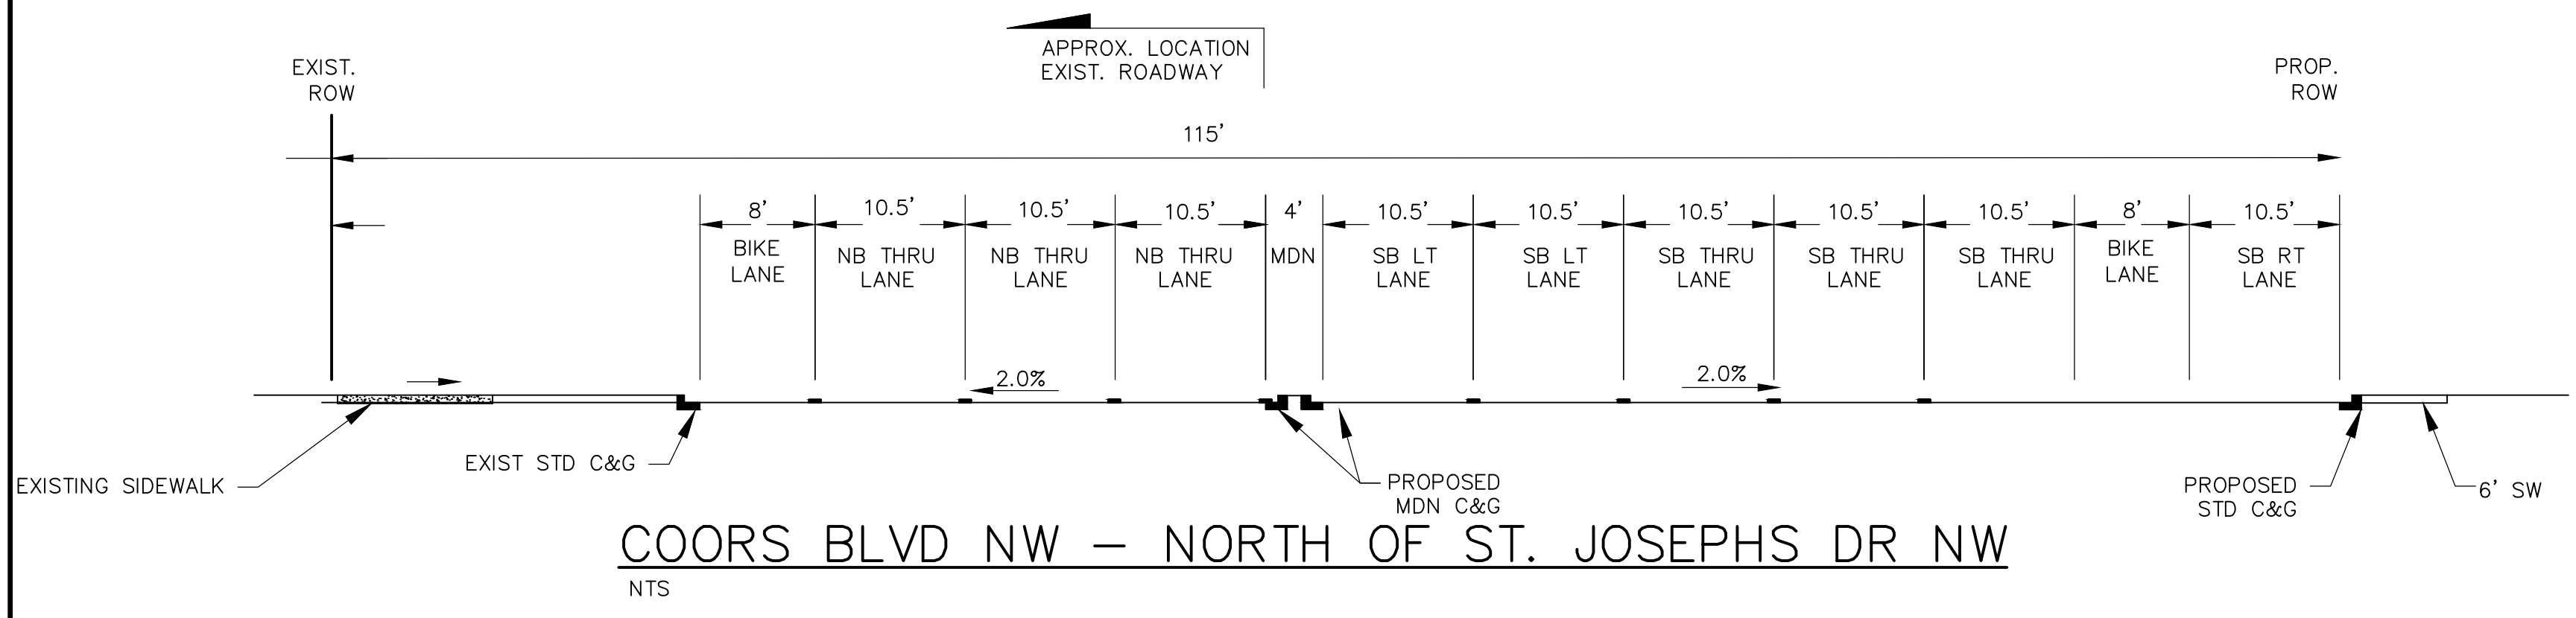 APPROX. LOCATION
EXIST. ROADWAY
EXIST.
ROW
PROP.
ROW
115'
8'
10.5'
10.5'
10.5'
4'
10.5'
10.5'
10.5'
10.5'
10.5'
8'
10.5'
BIKE
LANE
NB THRU
LANE
NB THRU
LANE
NB THRU
LANE
MDN
SB LT
LANE
SB LT
LANE
SB THRU
LANE
SB THRU
LANE
SB THRU
LANE
BIKE
LANE
SB RT
LANE
2.0%
2.0%
EXISTING SIDEWALK
EXIST STD C&G
PROPOSED
MDN C&G
PROPOSED
STD C&G
6' SW
COORS BLVD NW – NORTH OF ST. JOSEPHS DR NW
NTS